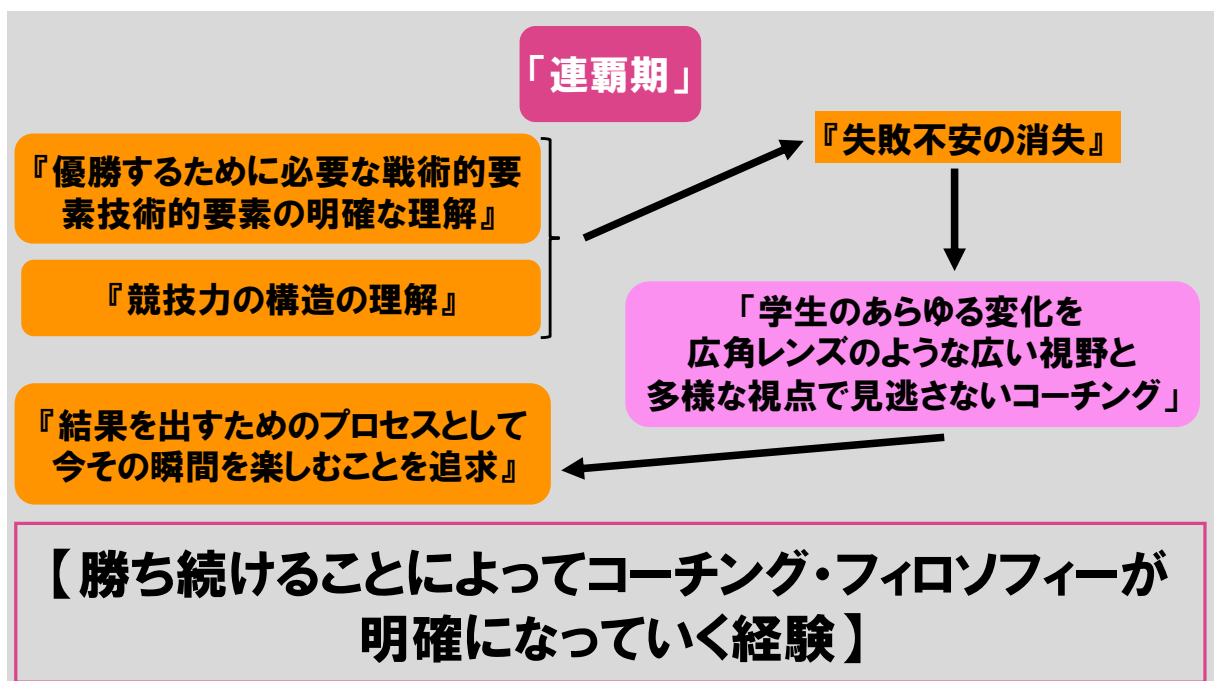 「連覇期」
『優勝するために必要な戦術的要
素技術的要素の明確な理解』
『競技力の構造の理解』
『失敗不安の消失』
「学生のあらゆる変化を
広角レンズのような広い視野と
多様な視点で見逃さないコーチング」
『結果を出すためのプロセスとして
今その瞬間を楽しむことを追求』
【勝ち続けることによってコーチング・フィロソフィーが
明確になっていく経験】